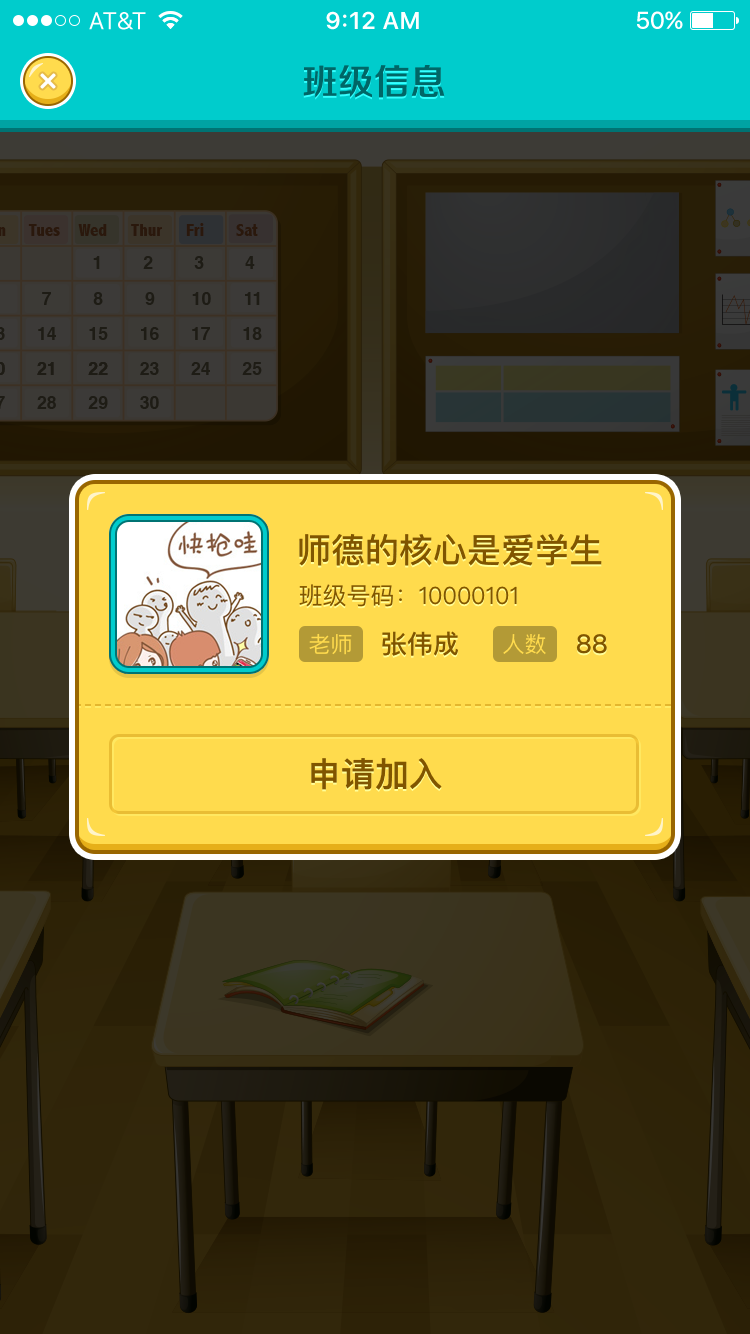 AT&T 9:12 AM 50%
班级信息
Tues Wed Thur Fri Sat
1 2 3 4
7 8 9 10 11
14 15 16 17 18
21 22 23 24 25
28 29 30
快抢哇
师德的核心是爱学生
班级号码：10000101
老师 张伟成 人数 88
申请加入